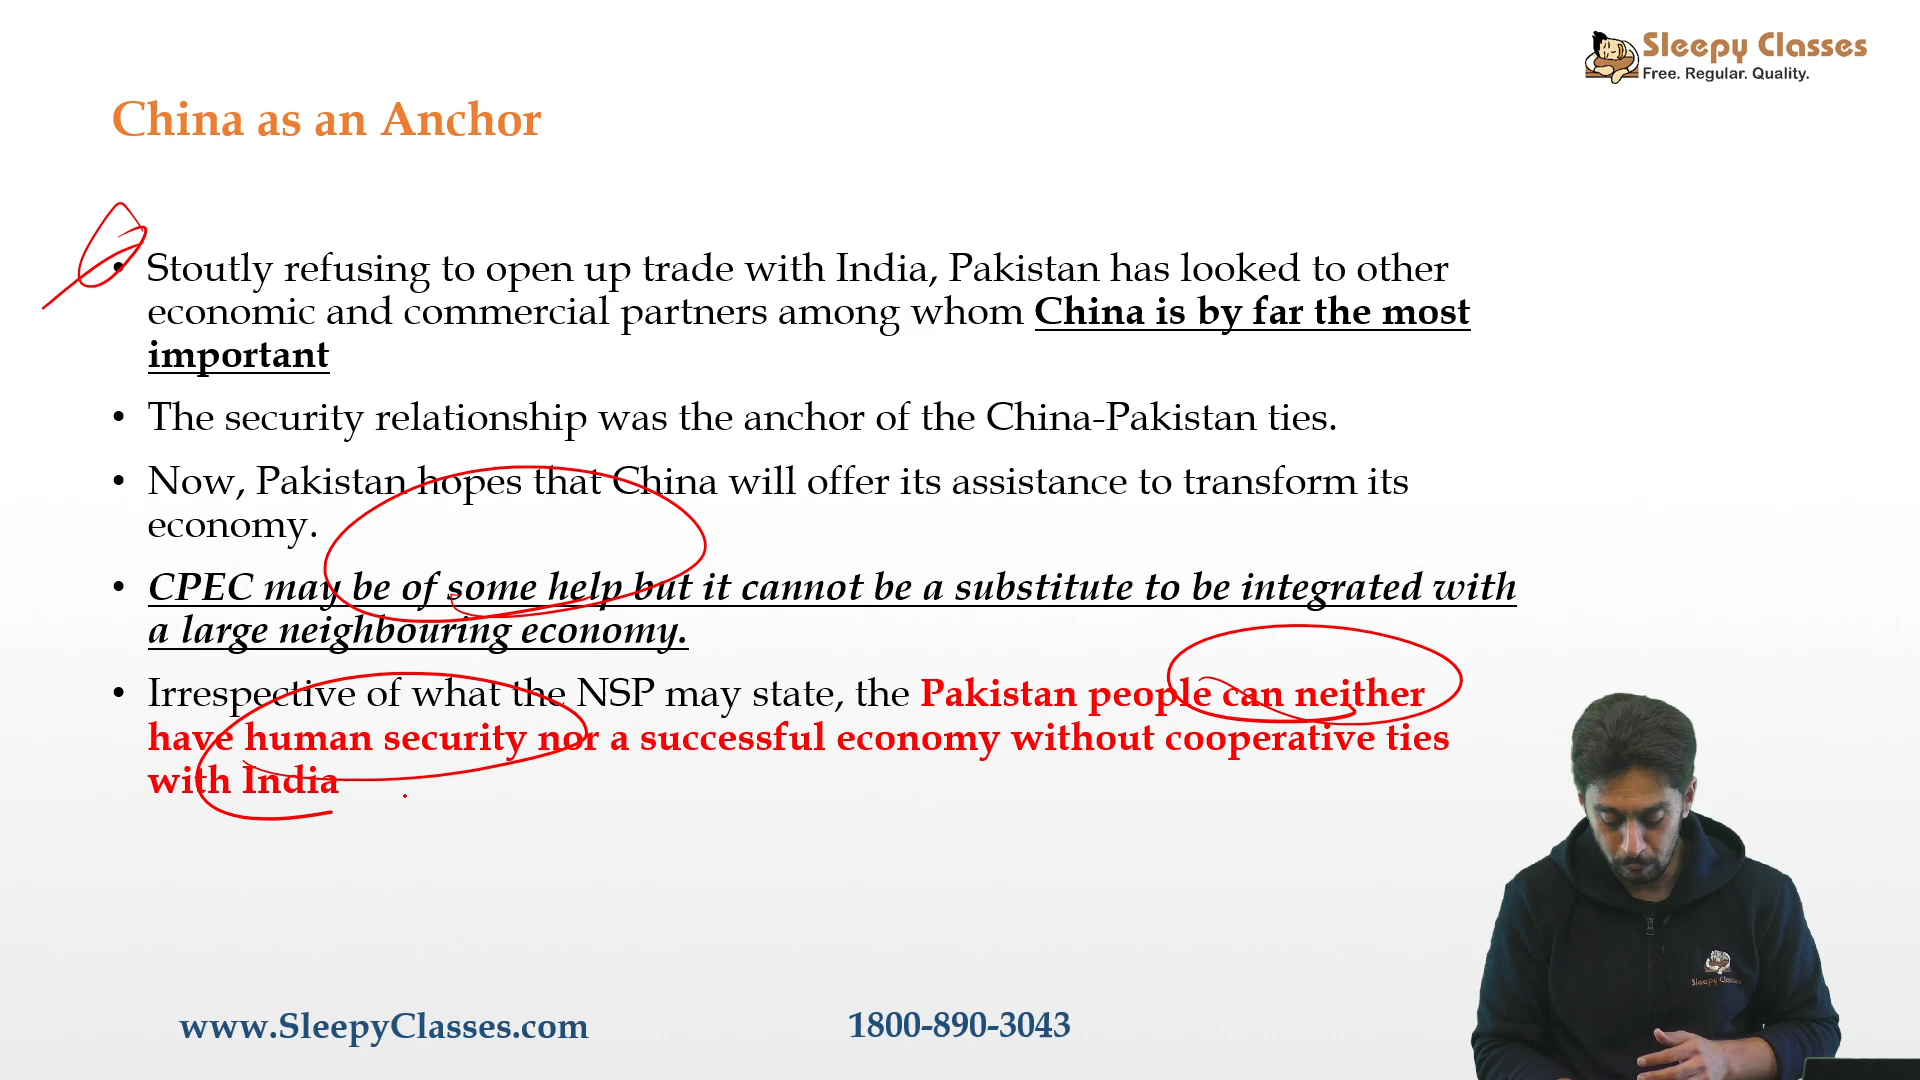 Sleepy Classes
Free. Regular. Quality.
China as an Anchor
• Stoutly refusing to open up trade with India, Pakistan has looked to other
economic and commercial partners among whom China is by far the most
important
• The security relationship was the anchor of the China-Pakistan ties.
• Now, Pakistan hopes that China will offer its assistance to transform its
economy.
• CPEC may be of some help but it cannot be a substitute to be integrated with
a large neighbouring economy.
• Irrespective of what the NSP may state, the Pakistan people can neither
have human security nor a successful economy without cooperative ties
with India
Sleepy Classes
www.SleepyClasses.com
1800-890-3043